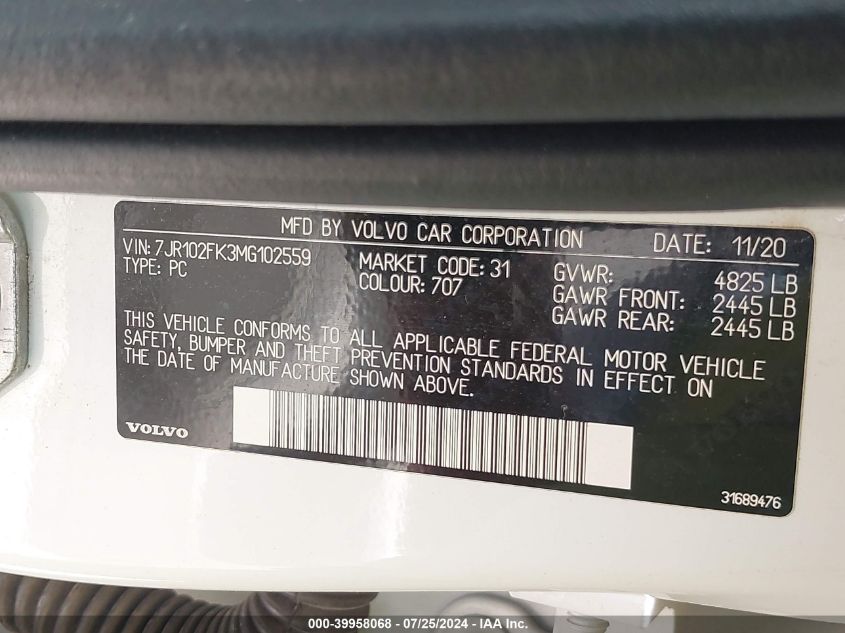 MFD BY VOLVO CAR CORPORATION DATE: 11/20
VIN: 7JR102FK3MG102559 MARKET CODE: 31 GVWR: 4825 LB
TYPE: PC COLOUR: 707 GAWR FRONT: 2445 LB
GAWR REAR: 2445 LB
THIS VEHICLE CONFORMS TO ALL APPLICABLE FEDERAL MOTOR VEHICLE
SAFETY, BUMPER AND THEFT PREVENTION STANDARDS IN EFFECT ON
THE DATE OF MANUFACTURE SHOWN ABOVE.
VOLVO
31689476
000-39958068 - 07/25/2024 - IAA Inc.